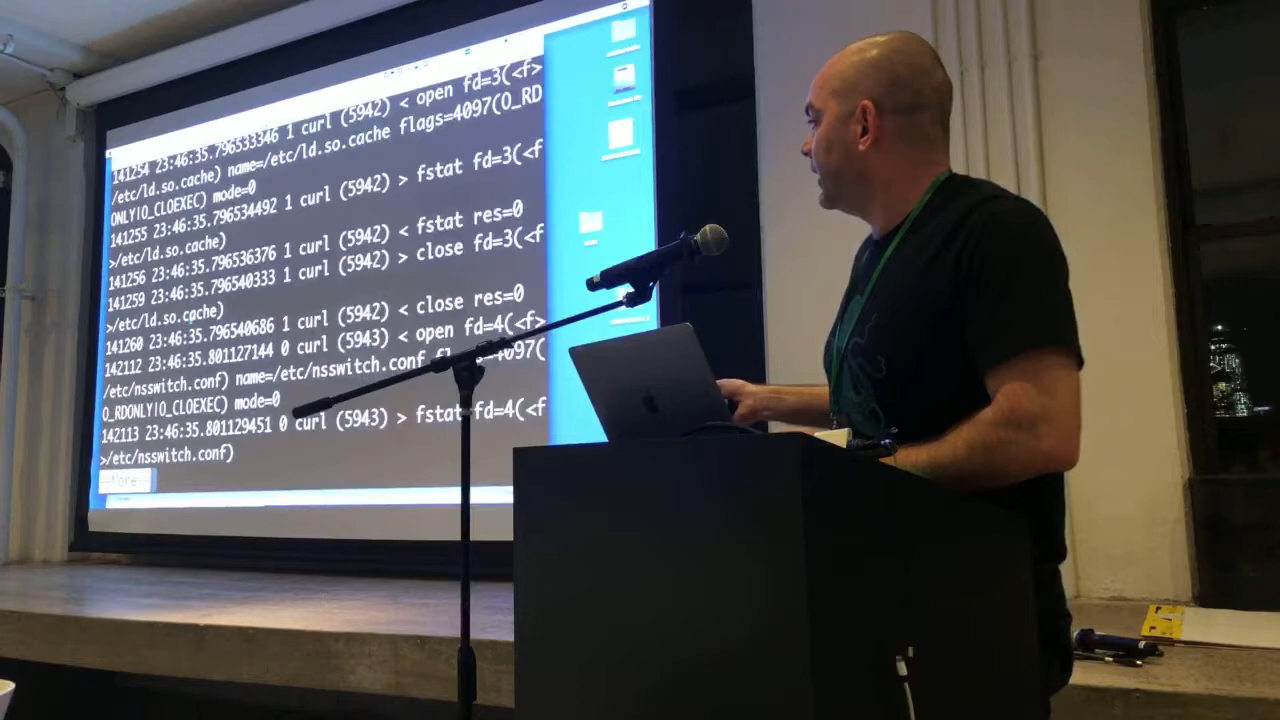 141254 23:46:35.796533346 1 curl (5942) < open fd=3(<f>
/etc/ld.so.cache) name=/etc/ld.so.cache flags=4097(O_RD
ONLY|O_CLOEXEC) mode=0
141255 23:46:35.796534492 1 curl (5942) > fstat fd=3(<f
>/etc/ld.so.cache)
141256 23:46:35.796536376 1 curl (5942) < fstat res=0
141259 23:46:35.796540333 1 curl (5942) > close fd=3(<f
>/etc/ld.so.cache)
141260 23:46:35.796540686 1 curl (5942) < close res=0
142112 23:46:35.801127144 0 curl (5943) < open fd=4(<f>
/etc/nsswitch.conf) name=/etc/nsswitch.conf flags=4097(
O_RDONLY|O_CLOEXEC) mode=0
142113 23:46:35.801129451 0 curl (5943) > fstat fd=4(<f
>/etc/nsswitch.conf)
--More--